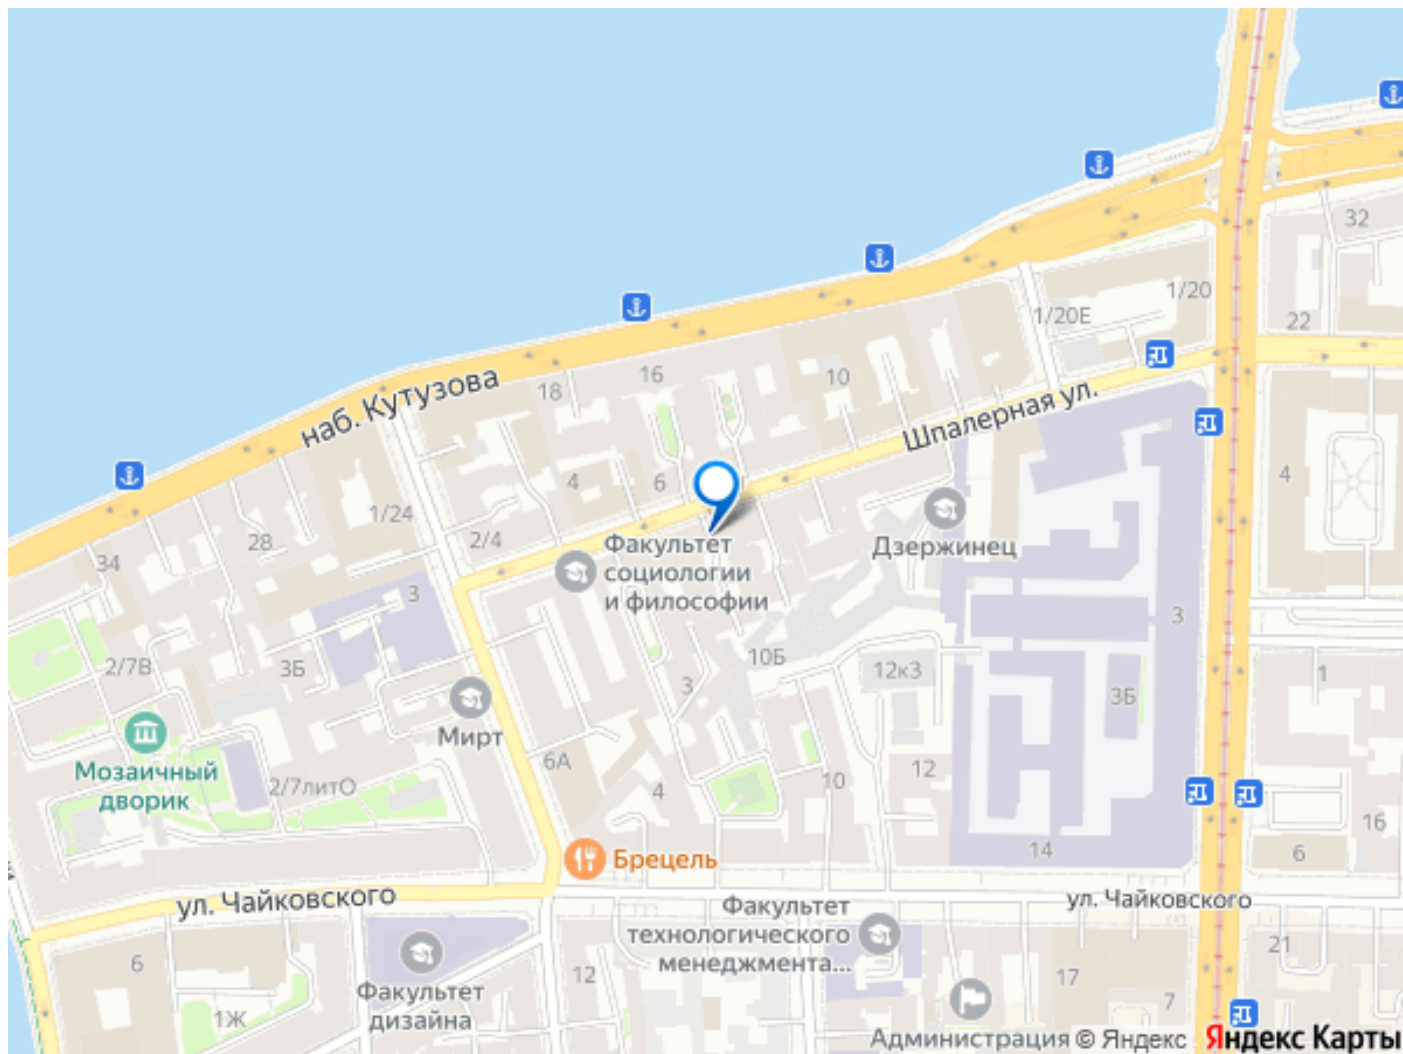 32
1/20
1/20Е
22
наб. Кутузова
18
16
10
Шпалерная ул.
4
6
4
1/24
2/4
28
34
Факультет
социологии
и философии
Дзержинец
3
3
2/7В
3Б
10Б
12к3
3
3Б
1
Мирт
Мозаичный
дворик
2/7литО
6А
4
10
12
14
16
6
Брецель
ул. Чайковского
ул. Чайковского
Факультет
технологического
менеджмента...
6
Факультет
дизайна
1Ж
12
17
7
21
Администрация
© Яндекс
Яндекс Карты